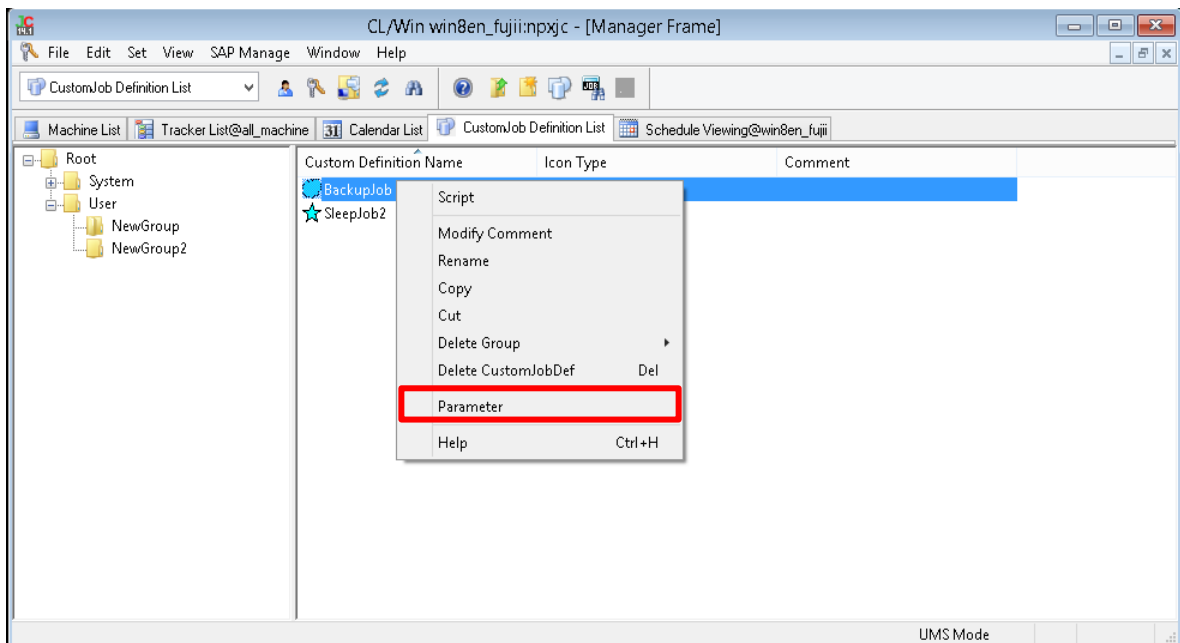 CL/Win win8en_fujii:npxjc - [Manager Frame]
File Edit Set View SAP Manage Window Help
CustomJob Definition List
Machine List Tracker List@all_machine 31 Calendar List CustomJob Definition List Schedule Viewing@win8en_fujii
Root
System
User
NewGroup
NewGroup2
Custom Definition Name Icon Type Comment
BackupJob
SleepJob2
Script
Modify Comment
Rename
Copy
Cut
Delete Group
Delete CustomJobDef Del
Parameter
Help Ctrl+H
UMS Mode